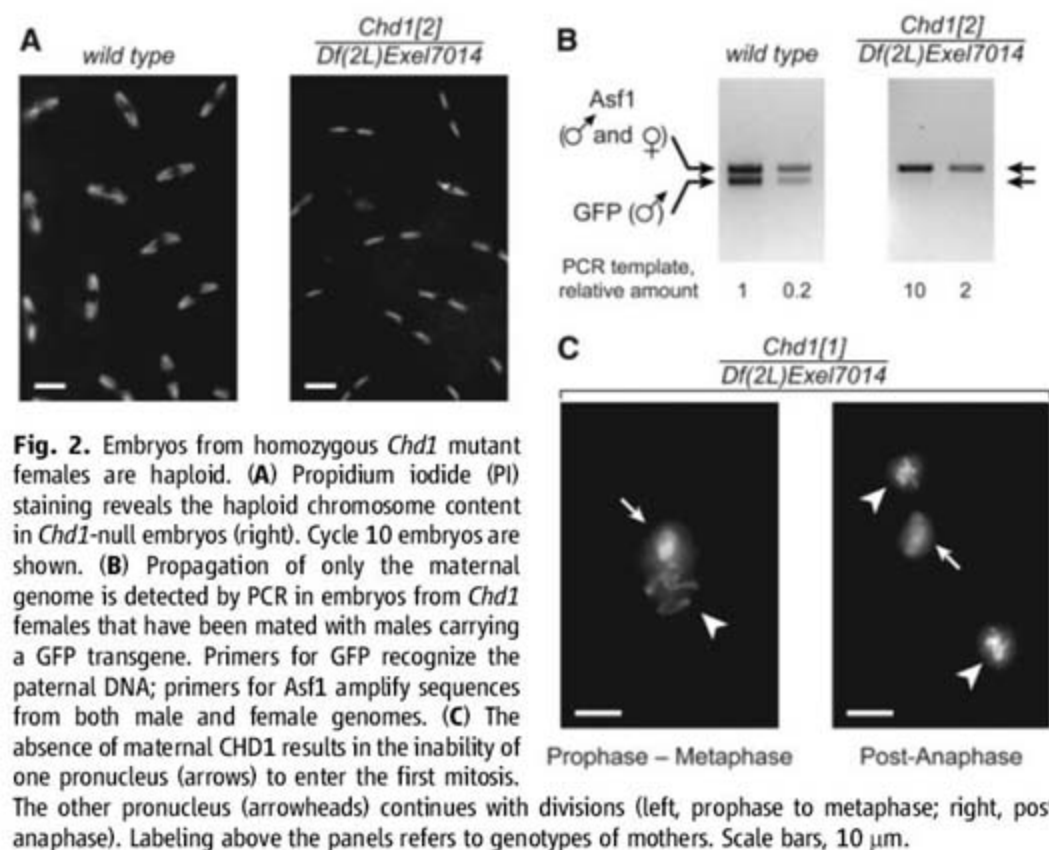 A
wild type
Chd1[2]
Df(2L)Exel7014
B
wild type
Chd1[2]
Df(2L)Exel7014
Asf1
(♂ and ♀)
GFP (♂)
PCR template,
relative amount
1 0.2 10 2
C
Chd1[1]
Df(2L)Exel7014
Prophase – Metaphase
Post-Anaphase
Fig. 2. Embryos from homozygous Chd1 mutant
females are haploid. (A) Propidium iodide (PI)
staining reveals the haploid chromosome content
in Chd1-null embryos (right). Cycle 10 embryos are
shown. (B) Propagation of only the maternal
genome is detected by PCR in embryos from Chd1
females that have been mated with males carrying
a GFP transgene. Primers for GFP recognize the
paternal DNA; primers for Asf1 amplify sequences
from both male and female genomes. (C) The
absence of maternal CHD1 results in the inability of
one pronucleus (arrows) to enter the first mitosis.
The other pronucleus (arrowheads) continues with divisions (left, prophase to metaphase; right, pos
anaphase). Labeling above the panels refers to genotypes of mothers. Scale bars, 10 μm.